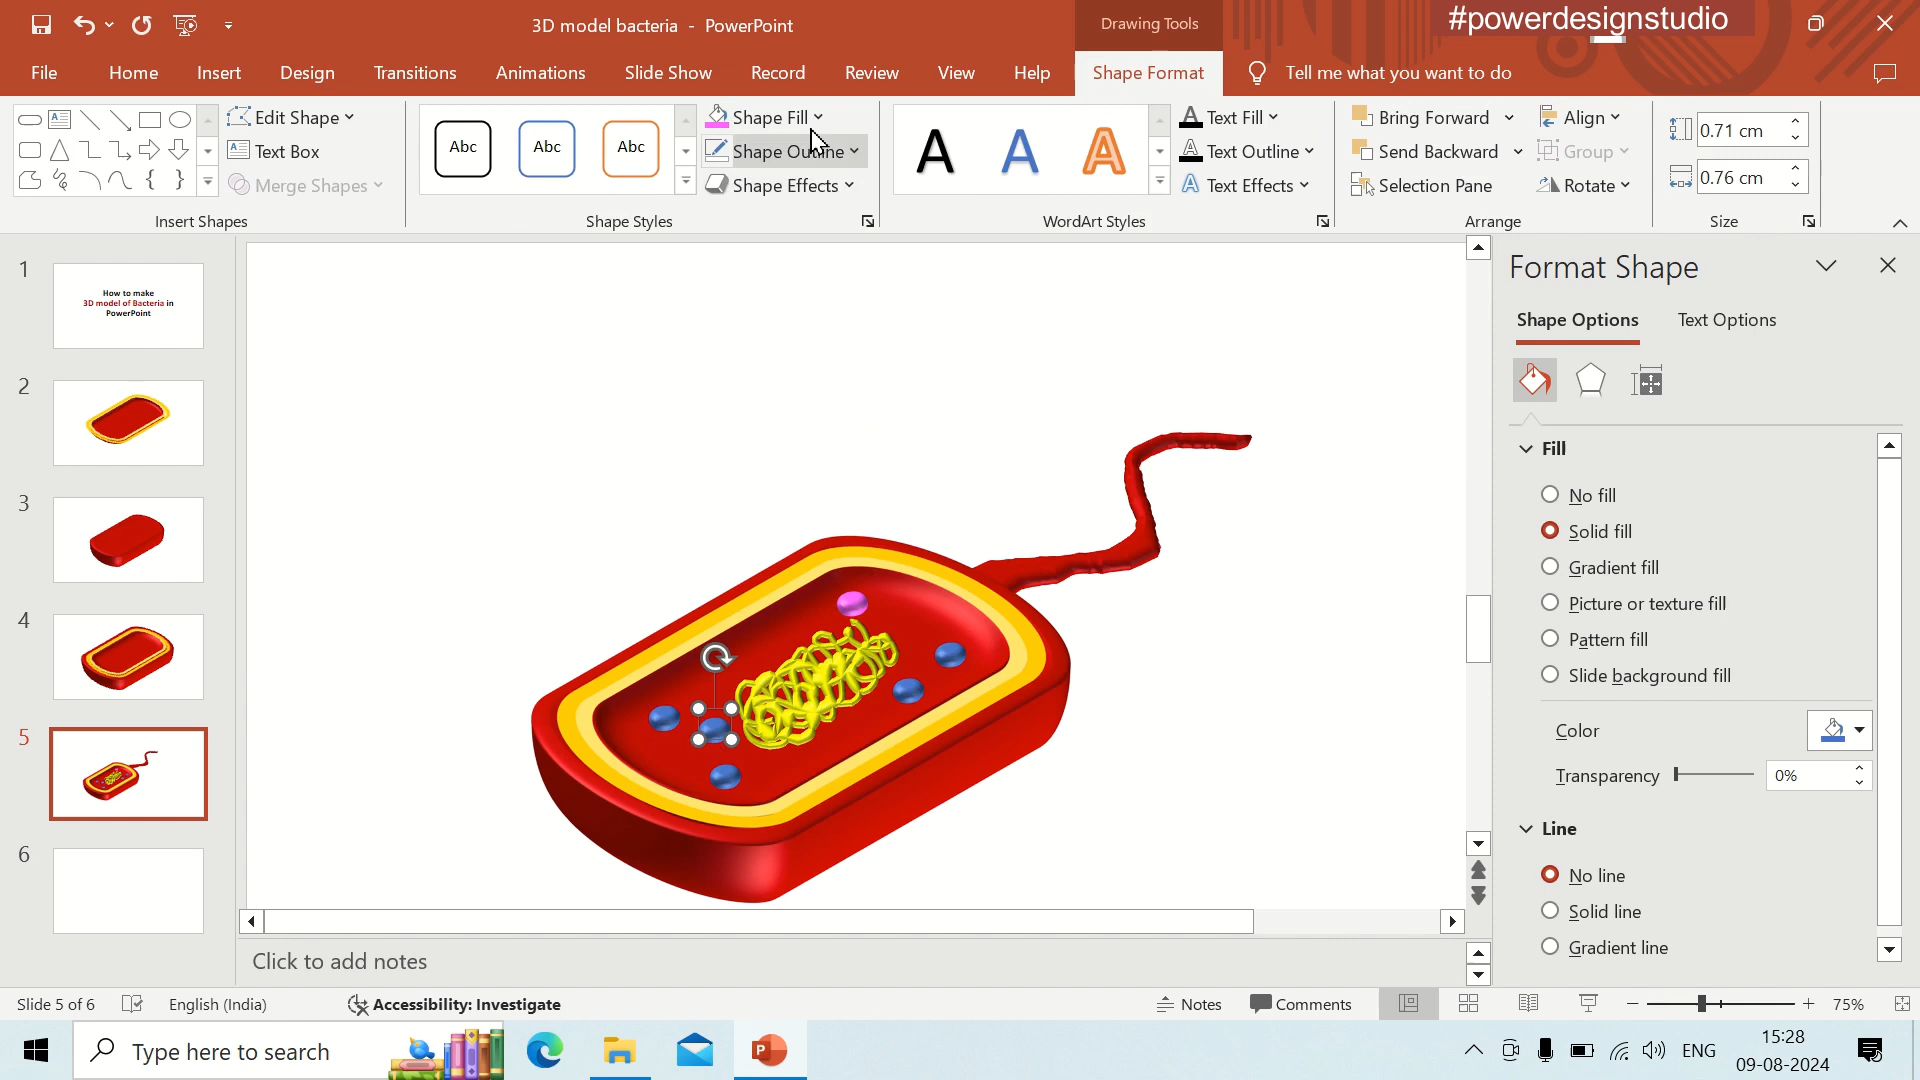 3D model bacteria - PowerPoint
Drawing Tools
#powerdesignstudio
File Home Insert Design Transitions Animations Slide Show Record Review View Help Shape Format Tell me what you want to do
Edit Shape
Text Box
Merge Shapes
Insert Shapes
Abc Abc Abc
Shape Fill
Shape Outline
Shape Effects
Shape Styles
A A A
Text Fill
Text Outline
Text Effects
WordArt Styles
Bring Forward
Send Backward
Selection Pane
Align
Group
Rotate
Arrange
0.71 cm
0.76 cm
Size
1
How to make
3D model of Bacteria in
PowerPoint
2
3
4
5
6
Format Shape
Shape Options Text Options
Fill
No fill
Solid fill
Gradient fill
Picture or texture fill
Pattern fill
Slide background fill
Color
Transparency 0%
Line
No line
Solid line
Gradient line
Click to add notes
Slide 5 of 6 English (India) Accessibility: Investigate Notes Comments 75%
Type here to search
ENG
15:28
09-08-2024